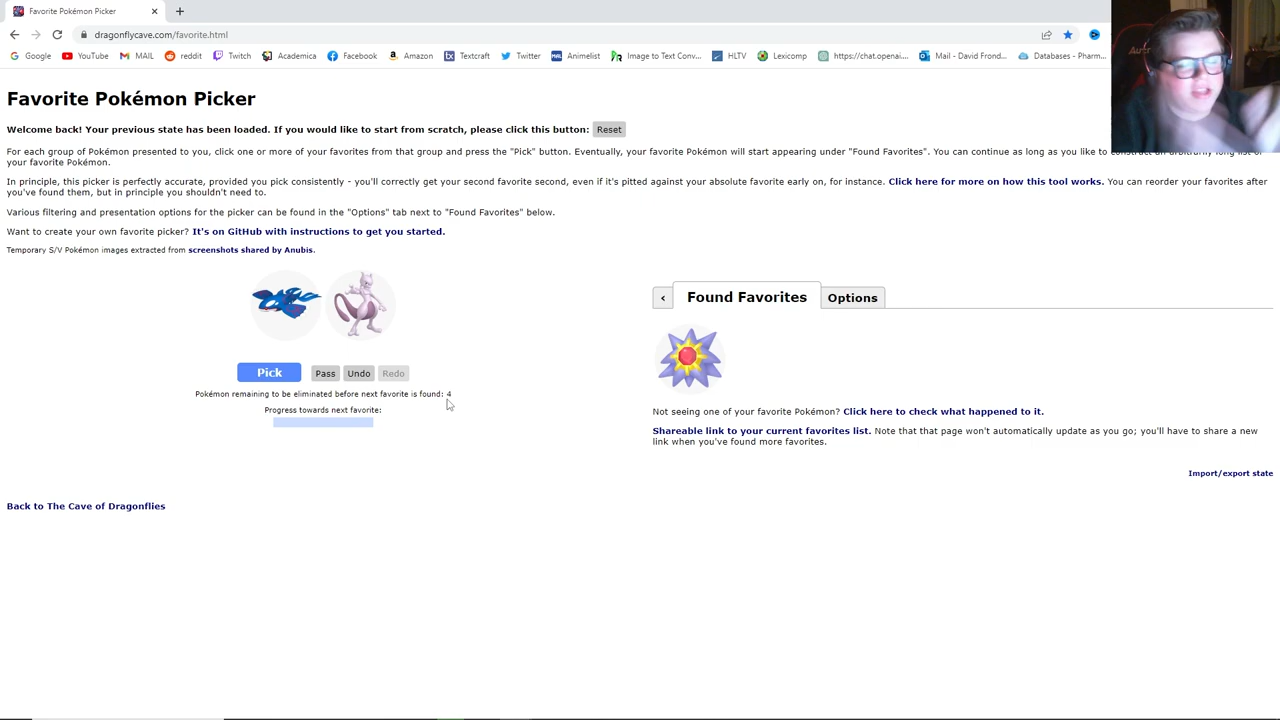 Favorite Pokémon Picker
dragonflycave.com/favorite.html
Google YouTube MAIL reddit Twitch Academica Facebook Amazon Textcraft Twitter Animelist Image to Text Conv... HLTV Lexicomp https://chat.openai... Mail - David Frond... Databases - Pharm...
Favorite Pokémon Picker
Welcome back! Your previous state has been loaded. If you would like to start from scratch, please click this button: Reset
For each group of Pokémon presented to you, click one or more of your favorites from that group and press the "Pick" button. Eventually, your favorite Pokémon will start appearing under "Found Favorites". You can continue as long as you like to
your favorite Pokémon.
In principle, this picker is perfectly accurate, provided you pick consistently - you'll correctly get your second favorite second, even if it's pitted against your absolute favorite early on, for instance. Click here for more on how this tool works. You can reorder your favorites after
you've found them, but in principle you shouldn't need to.
Various filtering and presentation options for the picker can be found in the "Options" tab next to "Found Favorites" below.
Want to create your own favorite picker? It's on GitHub with instructions to get you started.
Temporary S/V Pokémon images extracted from screenshots shared by Anubis.
‹ Found Favorites Options
Pick Pass Undo Redo
Pokémon remaining to be eliminated before next favorite is found: 4
Progress towards next favorite:
Not seeing one of your favorite Pokémon? Click here to check what happened to it.
Shareable link to your current favorites list. Note that that page won't automatically update as you go; you'll have to share a new
link when you've found more favorites.
Import/export state
Back to The Cave of Dragonflies